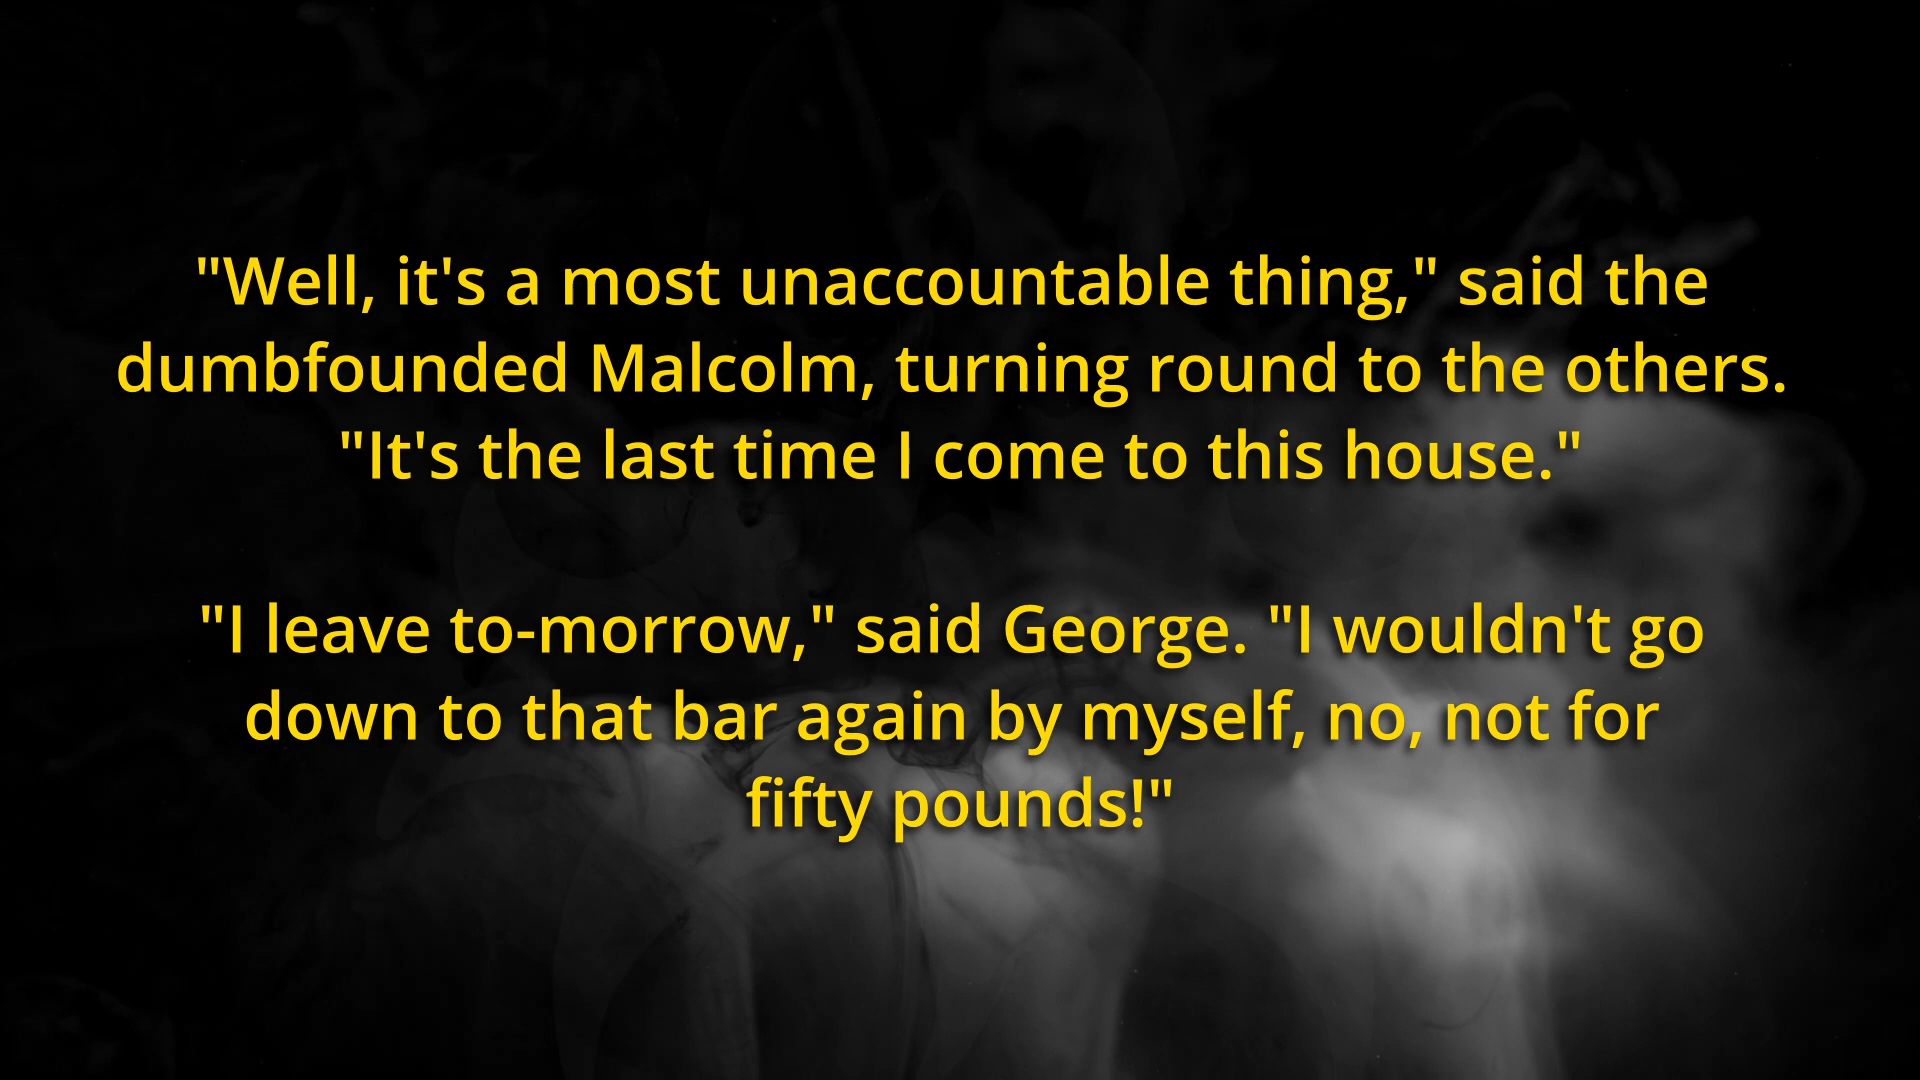 "Well, it's a most unaccountable thing," said the
dumbfounded Malcolm, turning round to the others.
"It's the last time I come to this house."
"I leave to-morrow," said George. "I wouldn't go
down to that bar again by myself, no, not for
fifty pounds!"